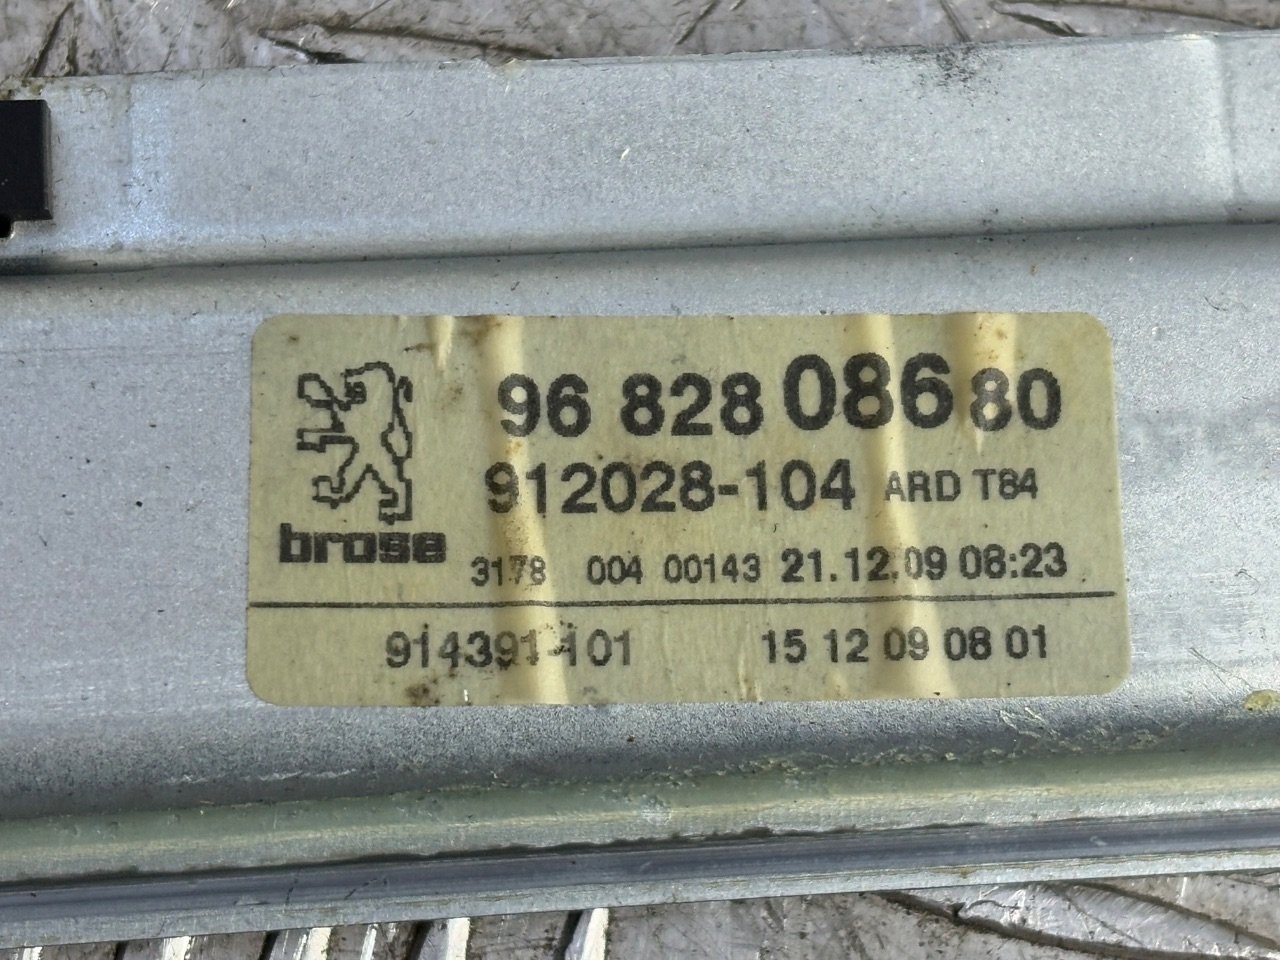 96 828 086 80
912028-104 ARD T84
brose
3178 004 00143 21.12.09 06:23
914391-101 15 12 09 08 01